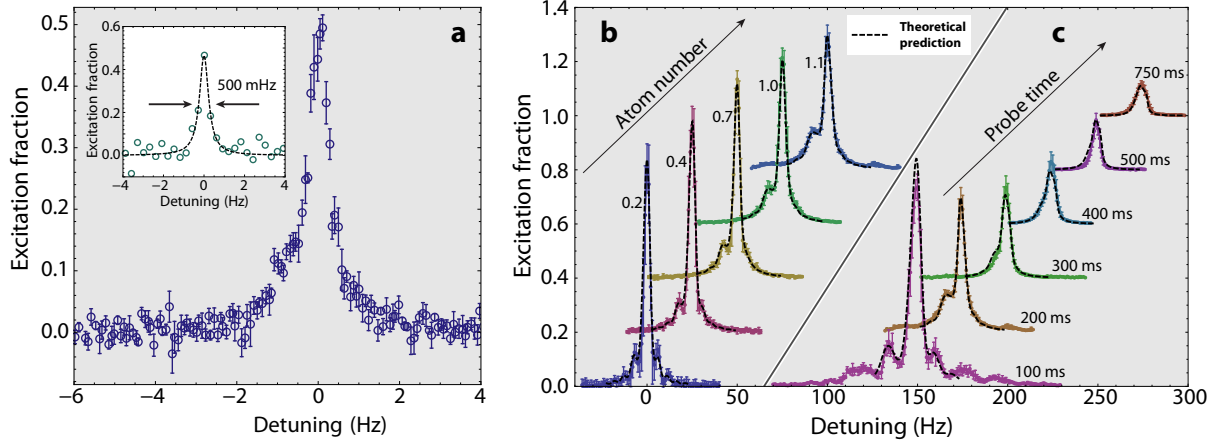 a
0.5
0.4
0.3
0.2
0.1
0.0
Excitation fraction
−6
−4
−2
0
2
4
Detuning (Hz)
0.6
0.4
0.2
0.0
Excitation fraction
500 mHz
−4
−2
0
2
4
Detuning (Hz)
b
1.4
1.2
1.0
0.8
0.6
0.4
0.2
0.0
Excitation fraction
Atom number
0.2
0.4
0.7
1.0
1.1
Theoretical
prediction
c
Probe time
750 ms
500 ms
400 ms
300 ms
200 ms
100 ms
0
50
100
150
200
250
300
Detuning (Hz)